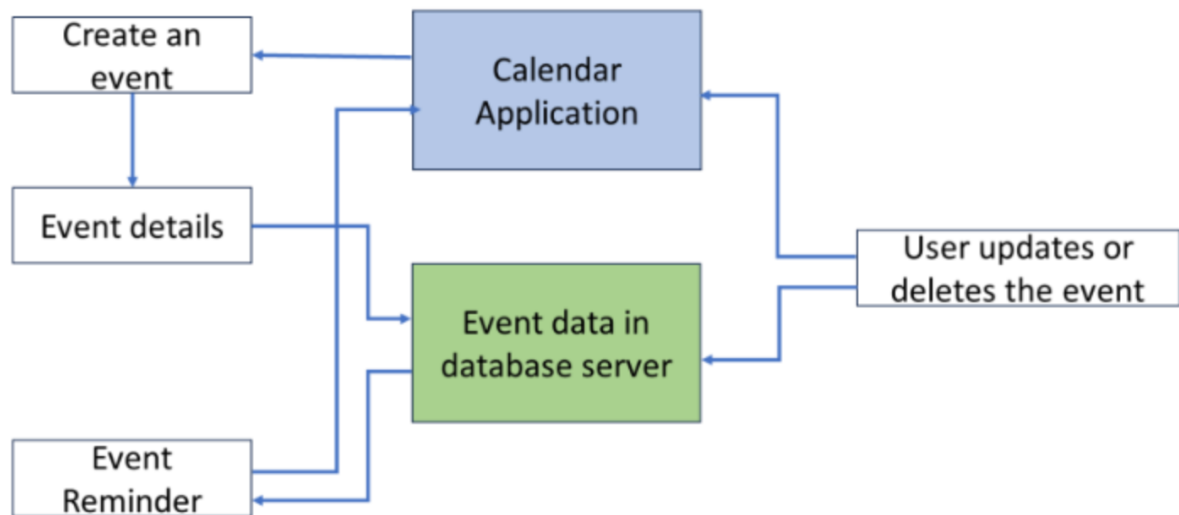 Create an
event
Calendar
Application
Event details
User updates or
deletes the event
Event data in
database server
Event
Reminder